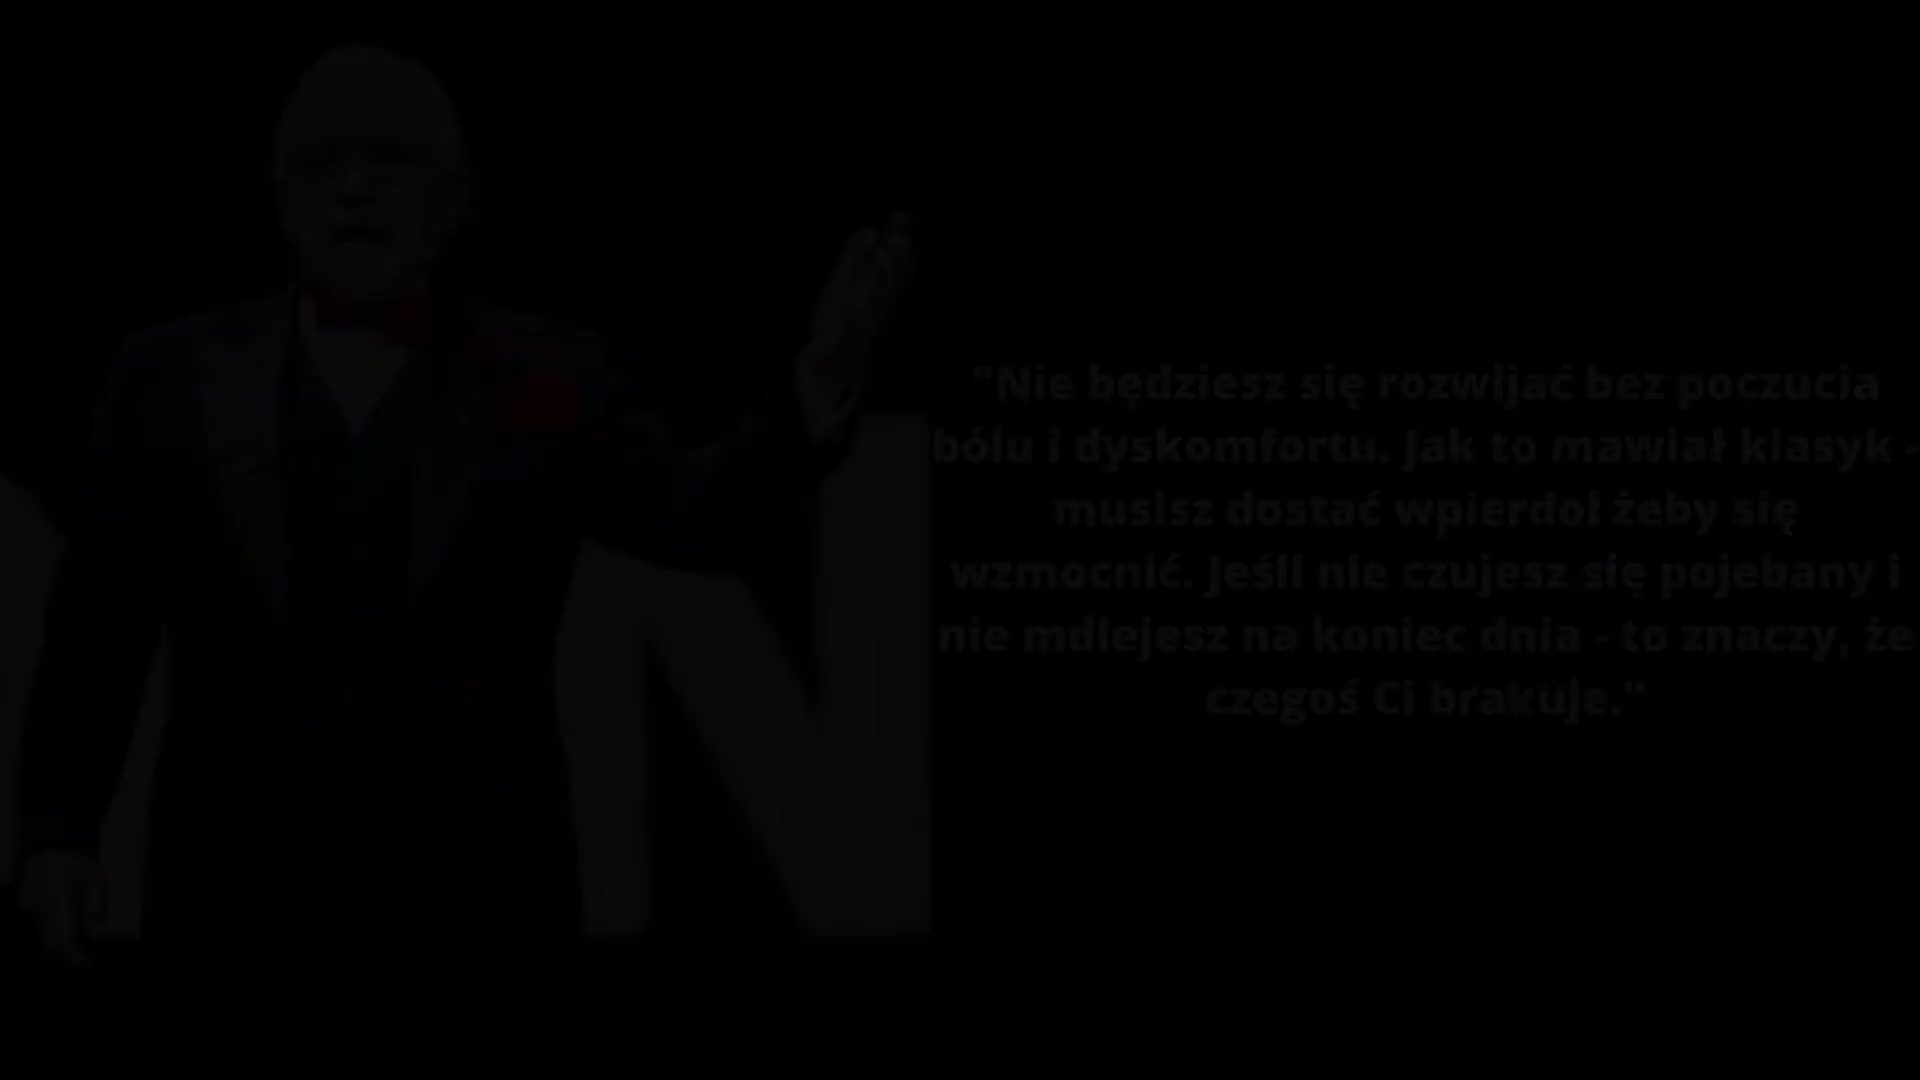 "Nie będziesz się rozwijać bez poczucia
bólu i dyskomfortu. Jak to mawiał klasyk -
musisz dostać wpierdol żeby się
wzmocnić. Jeśli nie czujesz się pojebany i
nie mdlejesz na koniec dnia - to znaczy, że
czegoś Ci brakuje."